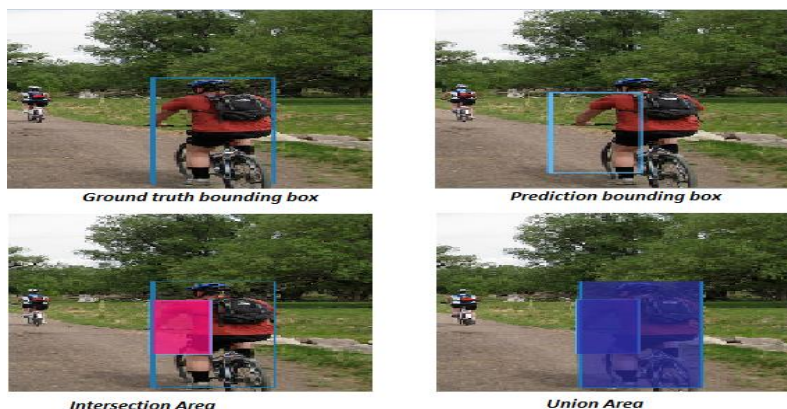 Ground truth bounding box
Prediction bounding box
Intersection Area
Union Area